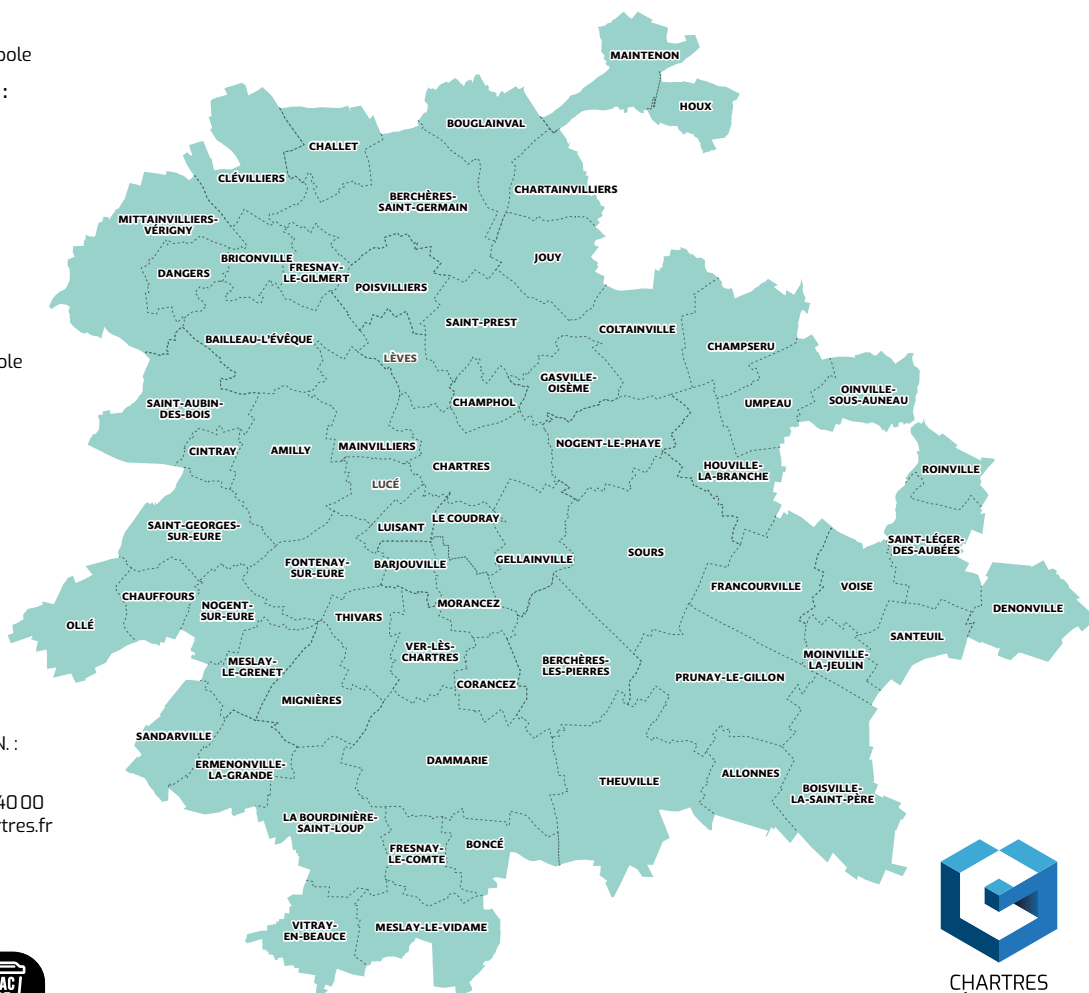 pole
:
MAINTENON
HOUX
BOUGLAINVAL
CHALLET
CLÉVILLIERS
CHARTAINVILLIERS
BERCHÈRES-
SAINT-GERMAIN
MITTAINVILLIERS-
VÉRIGNY
BRICONVILLE
JOUY
DANGERS
FRESNAY-
LE-GILMERT
POISVILLIERS
SAINT-PREST
COLTAINVILLE
BAILLEAU-L'ÉVÊQUE
CHAMPSERU
LÈVES
ole
GASVILLE-
OISÈME
OINVILLE-
SOUS-AUNEAU
SAINT-AUBIN-
DES-BOIS
CHAMPHOL
UMPEAU
CINTRAY
AMILLY
MAINVILLIERS
NOGENT-LE-PHAYE
CHARTRES
HOUVILLE-
LA-BRANCHE
ROINVILLE
LUCÉ
LE COUDRAY
SAINT-GEORGES-
SUR-EURE
LUISANT
SAINT-LÉGER-
DES-AUBÉES
SOURS
GELLAINVILLE
FONTENAY-
SUR-EURE
BARJOUVILLE
FRANCOURVILLE
VOISE
CHAUFFOURS
NOGENT-
SUR-EURE
MORANCEZ
DENONVILLE
OLLÉ
THIVARS
SANTEUIL
VER-LÈS-
CHARTRES
MESLAY-
LE-GRENET
BERCHÈRES-
LES-PIERRES
MOINVILLE-
LA-JEULIN
PRUNAY-LE-GILLON
CORANCEZ
MIGNIÈRES
SANDARVILLE
N. :
DAMMARIE
ERMENONVILLE-
LA-GRANDE
ALLONNES
THEUVILLE
BOISVILLE-
LA-SAINT-PÈRE
40 00
rtres.fr
LA BOURDINIÈRE-
SAINT-LOUP
BONCÉ
FRESNAY-
LE-COMTE
VITRAY-
EN-BEAUCE
MESLAY-LE-VIDAME
AC
CHARTRES